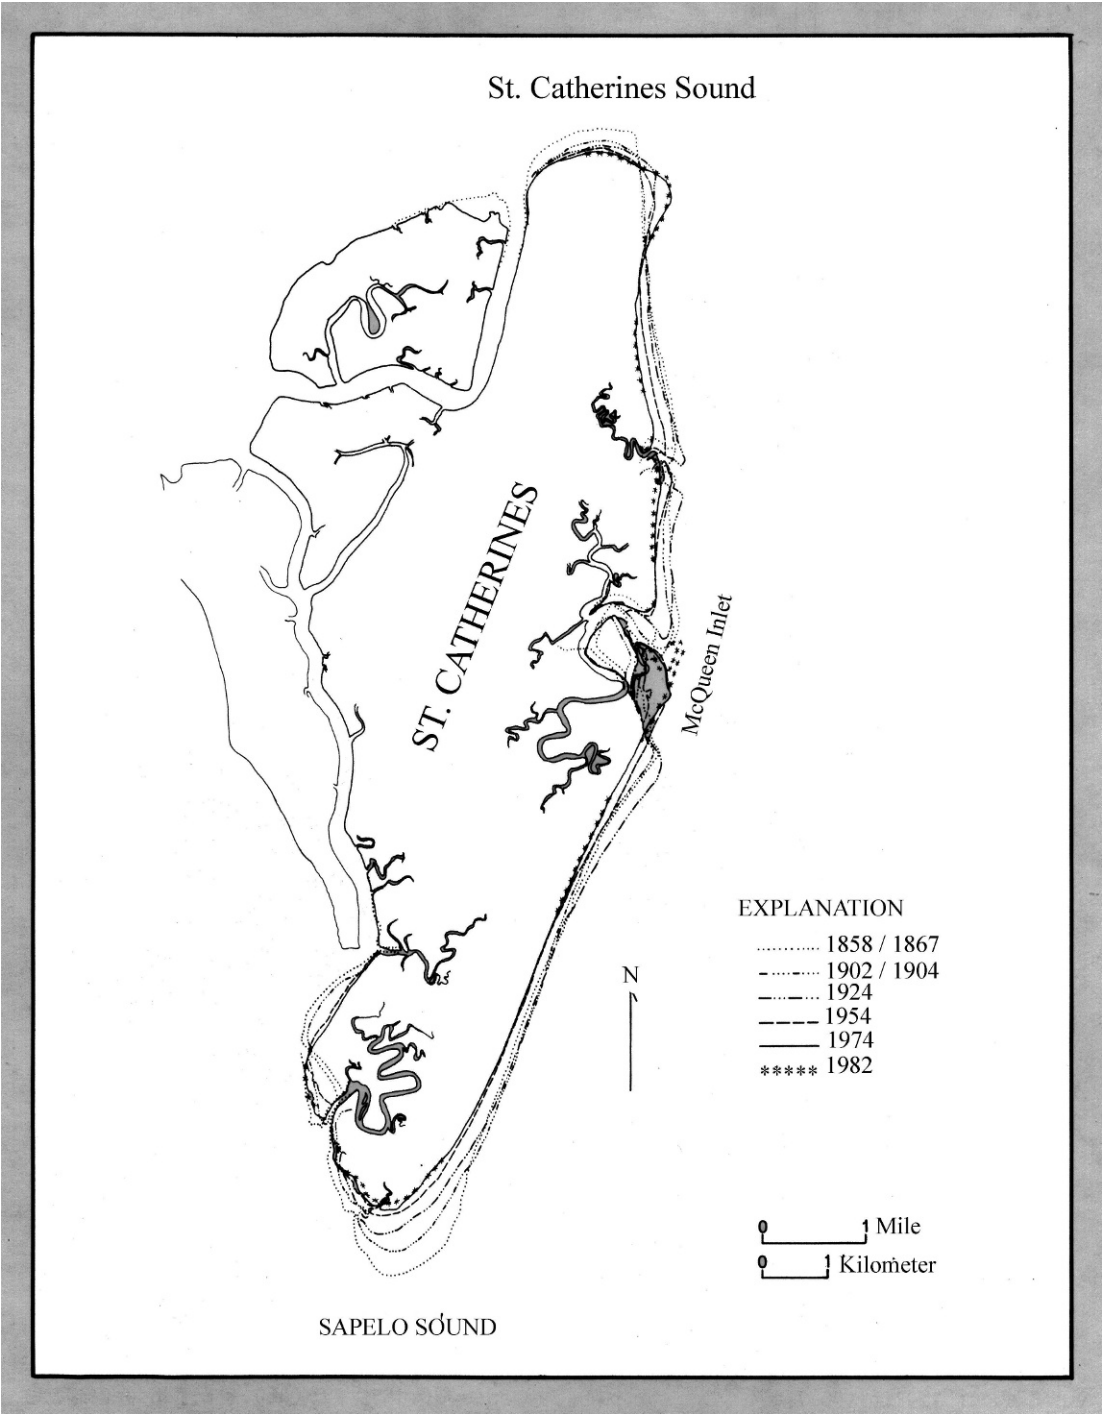 St. Catherines Sound
ST. CATHERINES
McQueen Inlet
EXPLANATION
1858 / 1867
1902 / 1904
1924
1954
1974
***** 1982
N
0 1 Mile
0 1 Kilometer
SAPELO SOUND